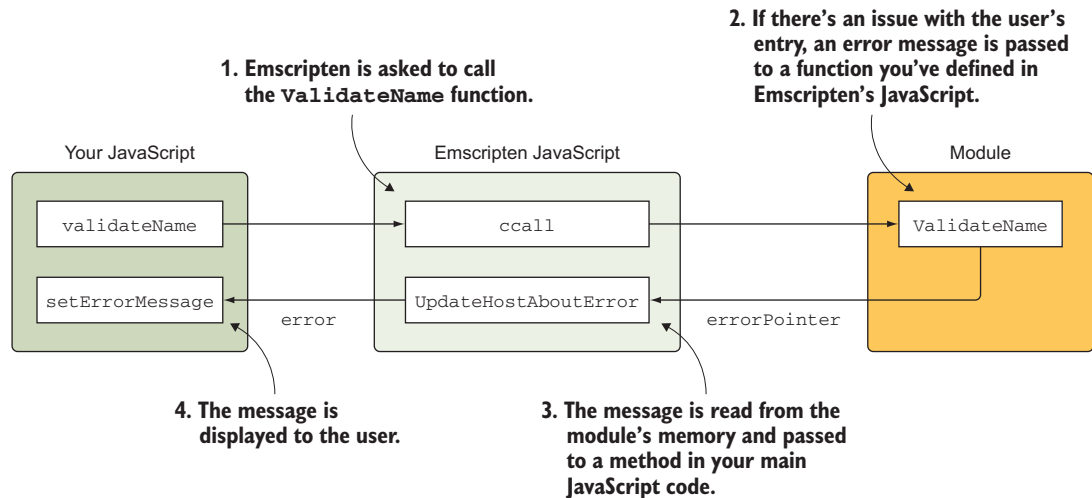 2. If there's an issue with the user's
entry, an error message is passed
to a function you've defined in
Emscripten's JavaScript.
1. Emscripten is asked to call
the ValidateName function.
Your JavaScript
Emscripten JavaScript
Module
validateName
ccall
ValidateName
setErrorMessage
UpdateHostAboutError
error
errorPointer
4. The message is
displayed to the user.
3. The message is read from the
module's memory and passed
to a method in your main
JavaScript code.